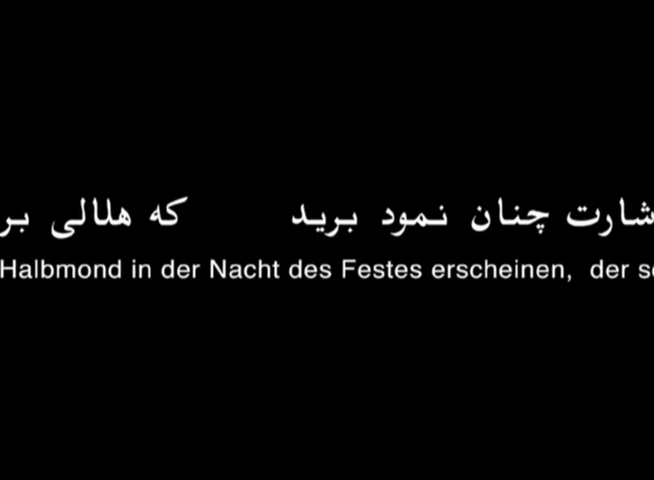 شارت چنان نمود برید که هلالی بر
Halbmond in der Nacht des Festes erscheinen, der s